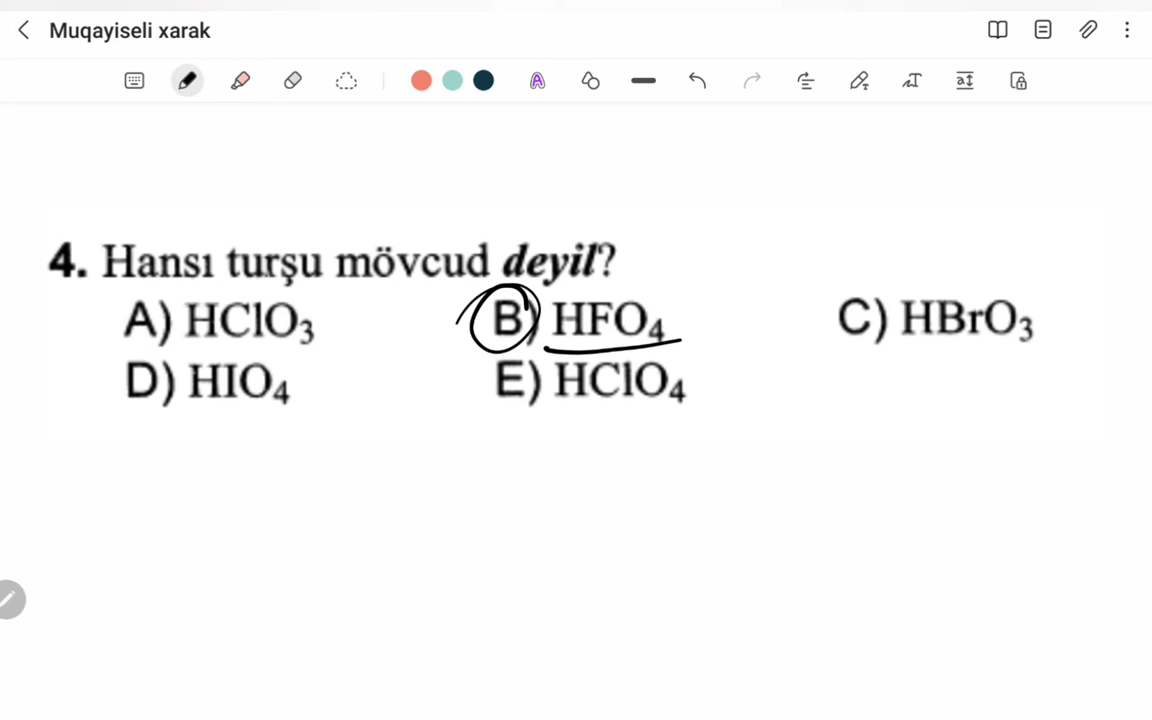 Muqayiseli xarak
4. Hansı turşu mövcud deyil?
A) HClO₃ B) HFO₄ C) HBrO₃
D) HIO₄ E) HClO₄